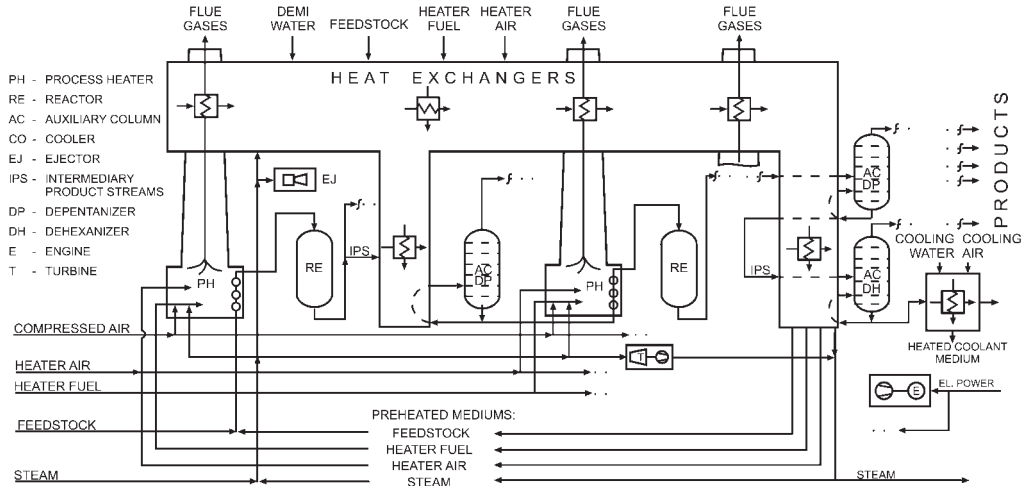 FLUE
GASES
DEMI
WATER
FEEDSTOCK
HEATER
FUEL
HEATER
AIR
FLUE
GASES
FLUE
GASES
HEAT EXCHANGERS
PH - PROCESS HEATER
RE - REACTOR
AC - AUXILIARY COLUMN
CO - COOLER
EJ - EJECTOR
IPS - INTERMEDIARY
PRODUCT STREAMS
DP - DEPENTANIZER
DH - DEHEXANIZER
E - ENGINE
T - TURBINE
EJ
PRODUCTS
AC
DP
RE
IPS
AC
DP
RE
PH
PH
IPS
AC
DH
COOLING
WATER
COOLING
AIR
HEATED COOLANT
MEDIUM
COMPRESSED AIR
HEATER AIR
HEATER FUEL
T
E
EL. POWER
PREHEATED MEDIUMS:
FEEDSTOCK
FEEDSTOCK
HEATER FUEL
HEATER AIR
STEAM
STEAM
STEAM